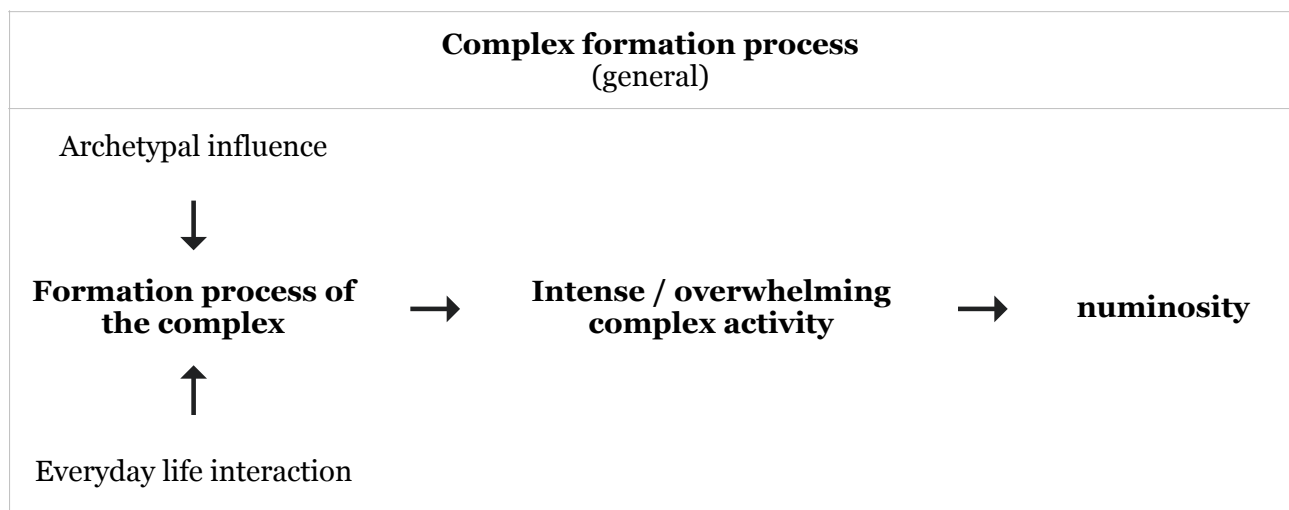 Complex formation process
(general)
Archetypal influence
Formation process of
the complex
Intense / overwhelming
complex activity
numinosity
Everyday life interaction